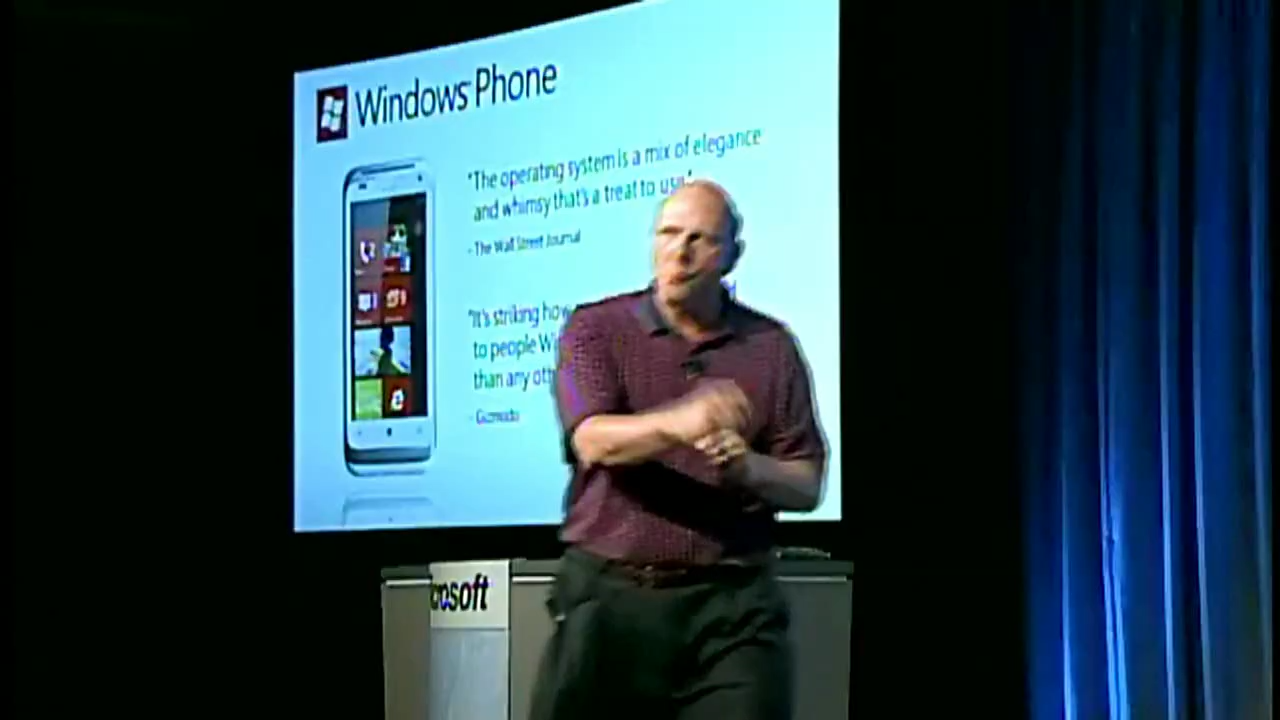 Windows Phone
"The operating system is a mix of elegance
and whimsy that's a treat to use"
- The Wall Street Journal
"It's striking how
to people Wi
than any oth
- Gizmodo
osoft